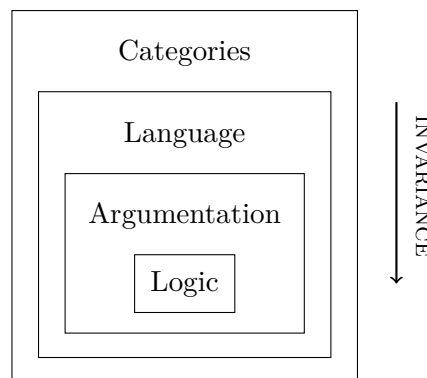 Categories
Language
Argumentation
Logic
INVARIANCE